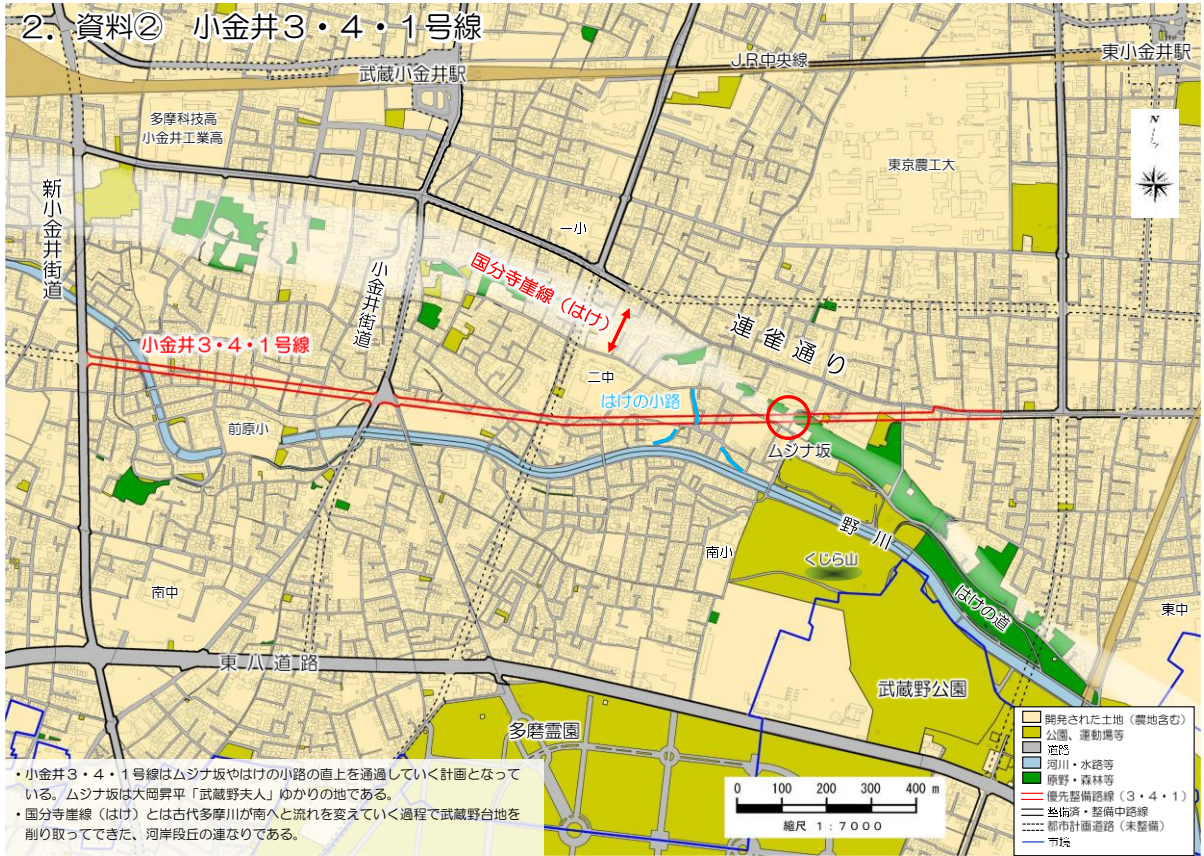 2．資料② 小金井3・4・1号線
JR中央線
東小金井駅
武蔵小金井駅
多摩科技高
小金井工業高
東京農工大
N
新小金井街道
一小
小金井街道
国分寺崖線（はけ）
連雀通り
小金井3・4・1号線
二中
はけの小路
前原小
ムジナ坂
野川
南小
くじら山
はけの道
南中
東中
東八道路
武蔵野公園
多磨霊園
・小金井3・4・1号線はムジナ坂やはけの小路の直上を通過していく計画となって
いる。ムジナ坂は大岡昇平「武蔵野夫人」ゆかりの地である。
・国分寺崖線（はけ）とは古代多摩川が南へと流れを変えていく過程で武蔵野台地を
削り取ってできた、河岸段丘の連なりである。
0 100 200 300 400 m
縮尺 1：7000
開発された土地（農地含む）
公園、運動場等
道路
河川・水路等
原野・森林等
優先整備路線（3・4・1）
整備済・整備中路線
都市計画道路（未整備）
市境